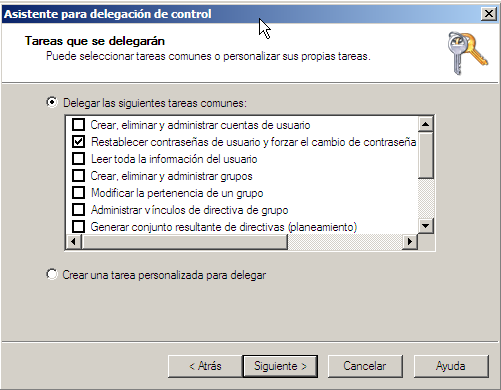 Asistente para delegación de control
Tareas que se delegarán
Puede seleccionar tareas comunes o personalizar sus propias tareas.
Delegar las siguientes tareas comunes:
Crear, eliminar y administrar cuentas de usuario
Restablecer contraseñas de usuario y forzar el cambio de contraseña
Leer toda la información del usuario
Crear, eliminar y administrar grupos
Modificar la pertenencia de un grupo
Administrar vínculos de directiva de grupo
Generar conjunto resultante de directivas (planeamiento)
Crear una tarea personalizada para delegar
< Atrás Siguiente > Cancelar Ayuda